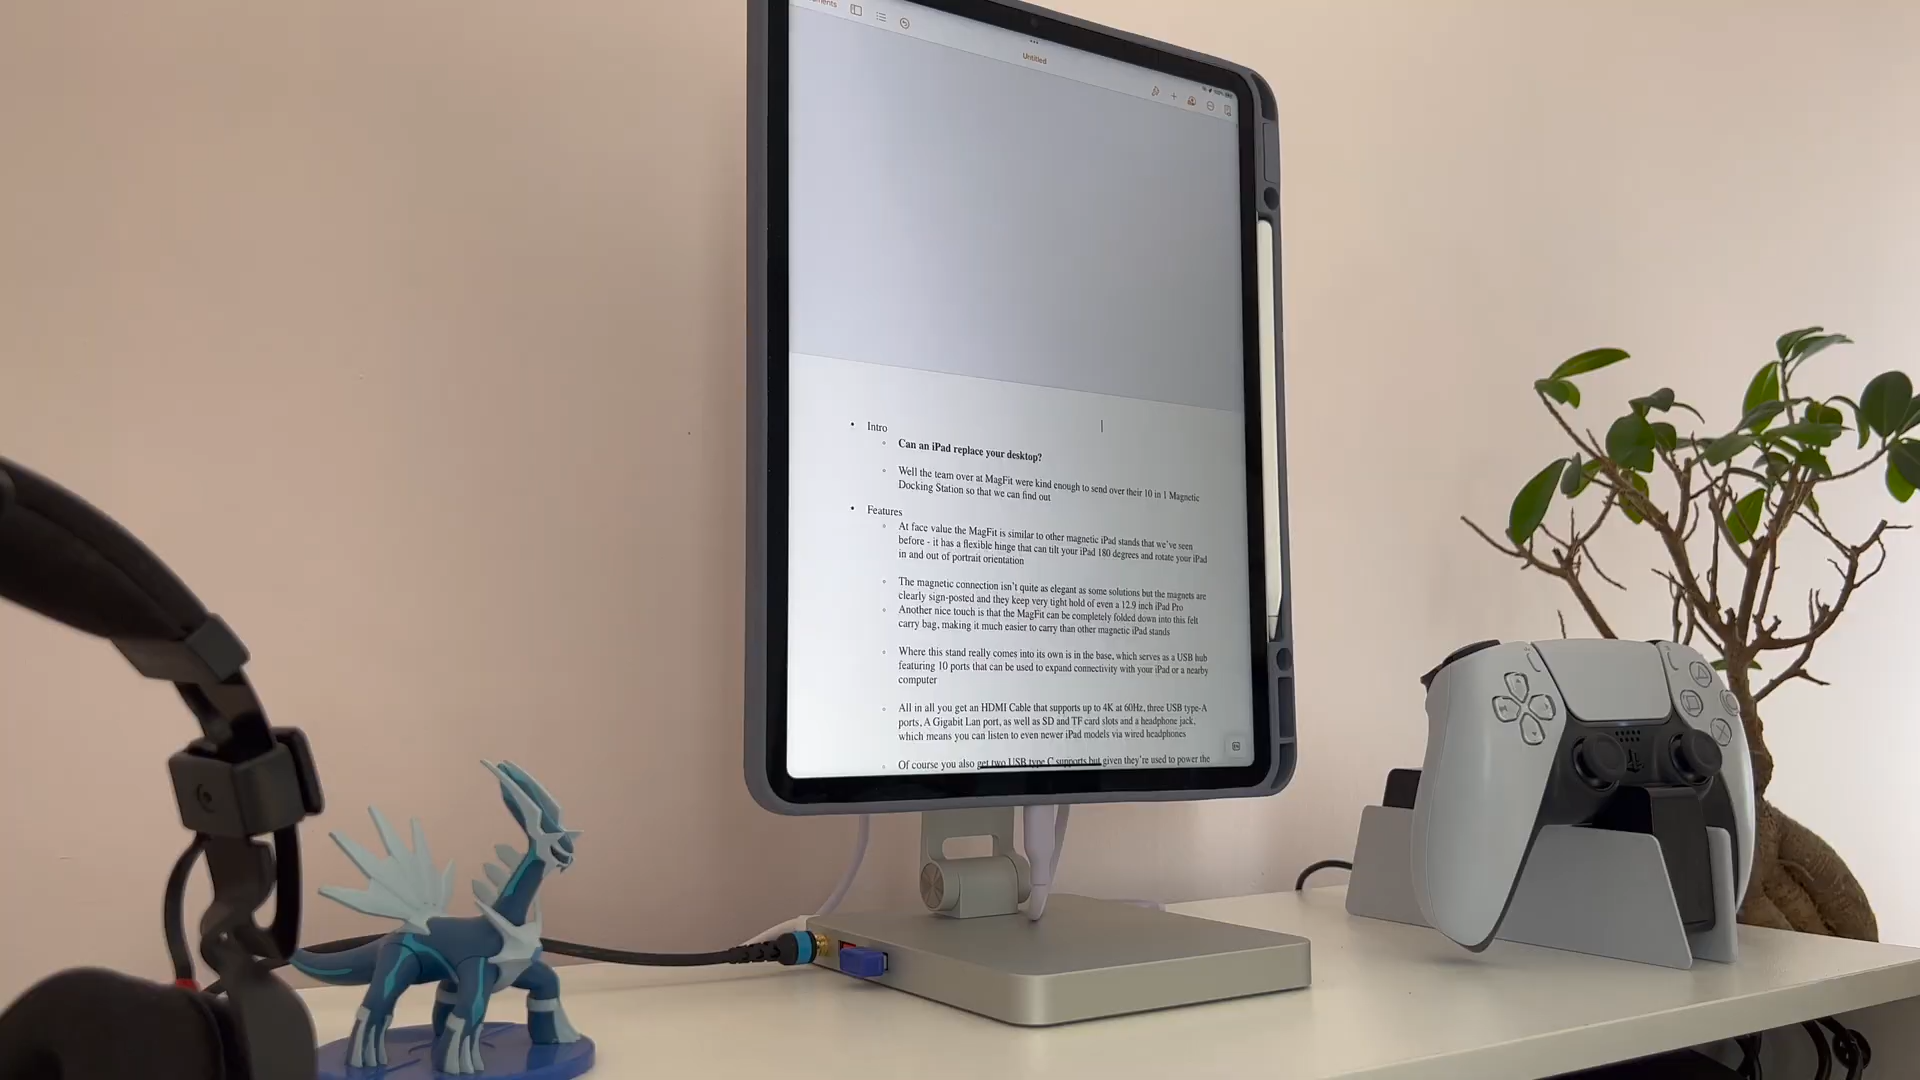 Untitled
100%
Intro
Can an iPad replace your desktop?
Well the team over at MagFit were kind enough to send over their 10 in 1 Magnetic
Docking Station so that we can find out
Features
At face value the MagFit is similar to other magnetic iPad stands that we've seen
before - it has a flexible hinge that can tilt your iPad 180 degrees and rotate your iPad
in and out of portrait orientation
The magnetic connection isn't quite as elegant as some solutions but the magnets are
clearly sign-posted and they keep very tight hold of even a 12.9 inch iPad Pro
Another nice touch is that the MagFit can be completely folded down into this felt
carry bag, making it much easier to carry than other magnetic iPad stands
Where this stand really comes into its own is in the base, which serves as a USB hub
featuring 10 ports that can be used to expand connectivity with your iPad or a nearby
computer
All in all you get an HDMI Cable that supports up to 4K at 60Hz, three USB type-A
ports, A Gigabit Lan port, as well as SD and TF card slots and a headphone jack,
which means you can listen to even newer iPad models via wired headphones
Of course you also get two USB type C supports but given they're used to power the